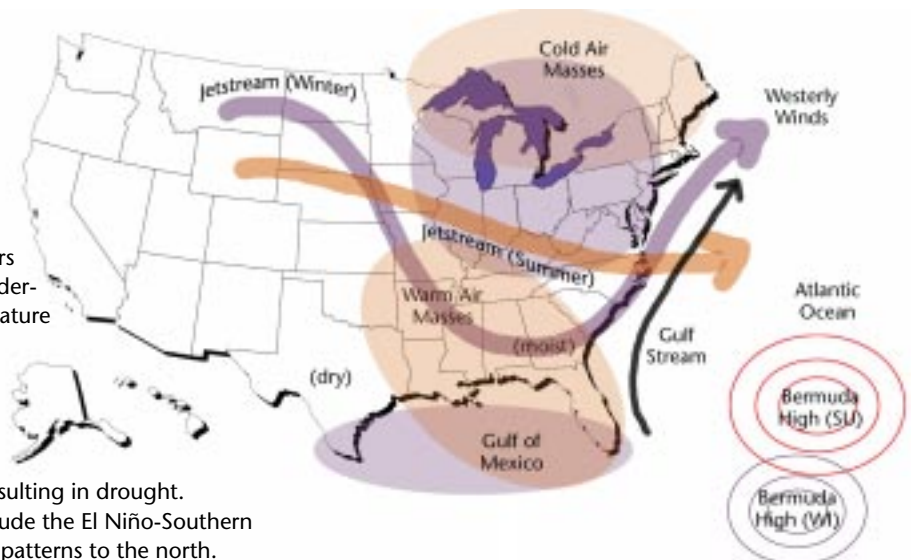 Cold Air
Masses
Jetstream (Winter)
Westerly
Winds
Jetstream (Summer)
Warm Air
Masses
(moist)
(dry)
Gulf
Stream
Atlantic
Ocean
Bermuda
High (SU)
Gulf of
Mexico
Bermuda
High (WI)
rs
der-
ature
sulting in drought.
ude the El Niño-Southern
patterns to the north.